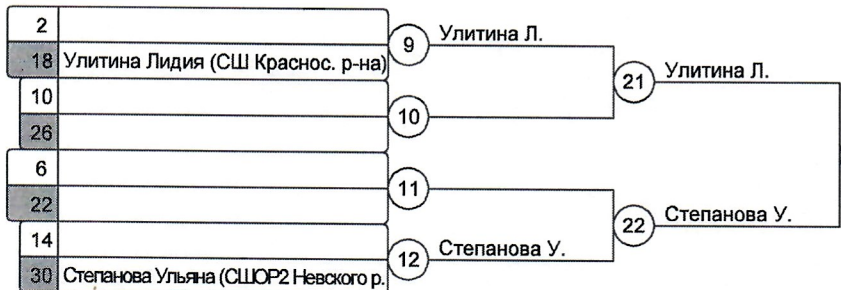 2
9
Улитина Л.
18 Улитина Лидия (СШ Краснос. р-на)
21
Улитина Л.
10
10
26
6
11
22
22
Степанова У.
14
12
Степанова У.
30 Степанова Ульяна (СШОР2 Невского р.